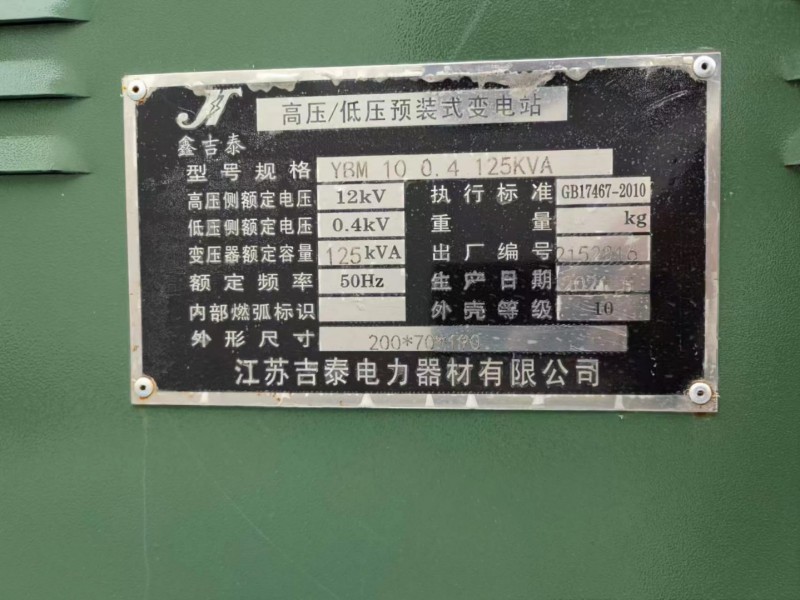 高压/低压预装式变电站
鑫吉泰
型号规格 YBM 10 0.4 125KVA
高压侧额定电压 12kV 执行标准 GB17467-2010
低压侧额定电压 0.4kV 重量 kg
变压器额定容量 125kVA 出厂编号
额定频率 50Hz 生产日期
内部燃弧标识 外壳等级 10
外形尺寸 200*70*
江苏吉泰电力器材有限公司